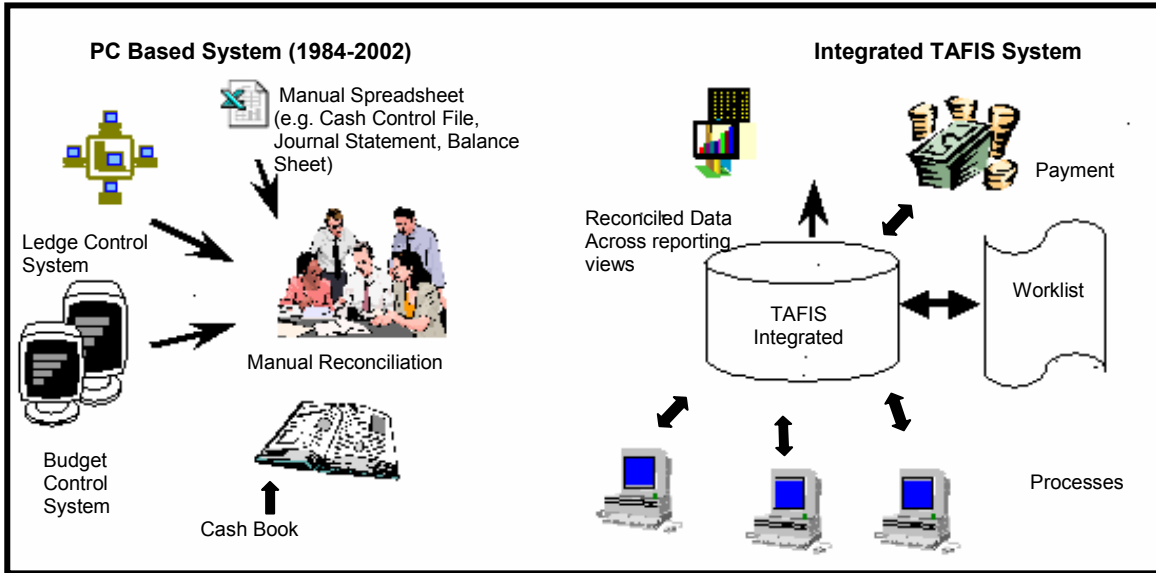 PC Based System (1984-2002)
Manual Spreadsheet
(e.g. Cash Control File,
Journal Statement, Balance
Sheet)
Ledge Control
System
Manual Reconciliation
Budget
Control
System
Cash Book
Integrated TAFIS System
Payment
Reconciled Data
Across reporting
views
TAFIS
Integrated
Worklist
Processes